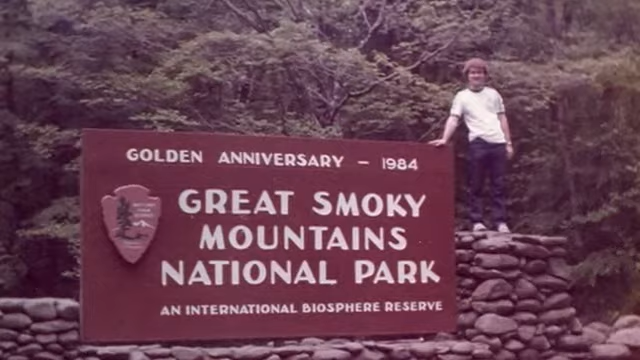 GOLDEN ANNIVERSARY – 1984
GREAT SMOKY
MOUNTAINS
NATIONAL PARK
AN INTERNATIONAL BIOSPHERE RESERVE